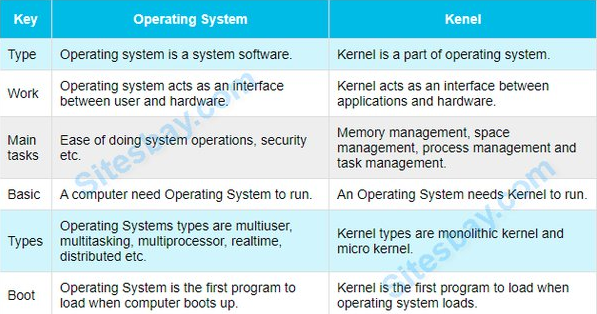 Key Operating System Kenel
Type Operating system is a system software. Kernel is a part of operating system.
Work Operating system acts as an interface between user and hardware. Kernel acts as an interface between applications and hardware.
Main tasks Ease of doing system operations, security etc. Memory management, space management, process management and task management.
Basic A computer need Operating System to run. An Operating System needs Kernel to run.
Types Operating Systems types are multiuser, multitasking, multiprocessor, realtime, distributed etc. Kernel types are monolithic kernel and micro kernel.
Boot Operating System is the first program to load when computer boots up. Kernel is the first program to load when operating system loads.
Sitesbay.com
Sitesbay.com